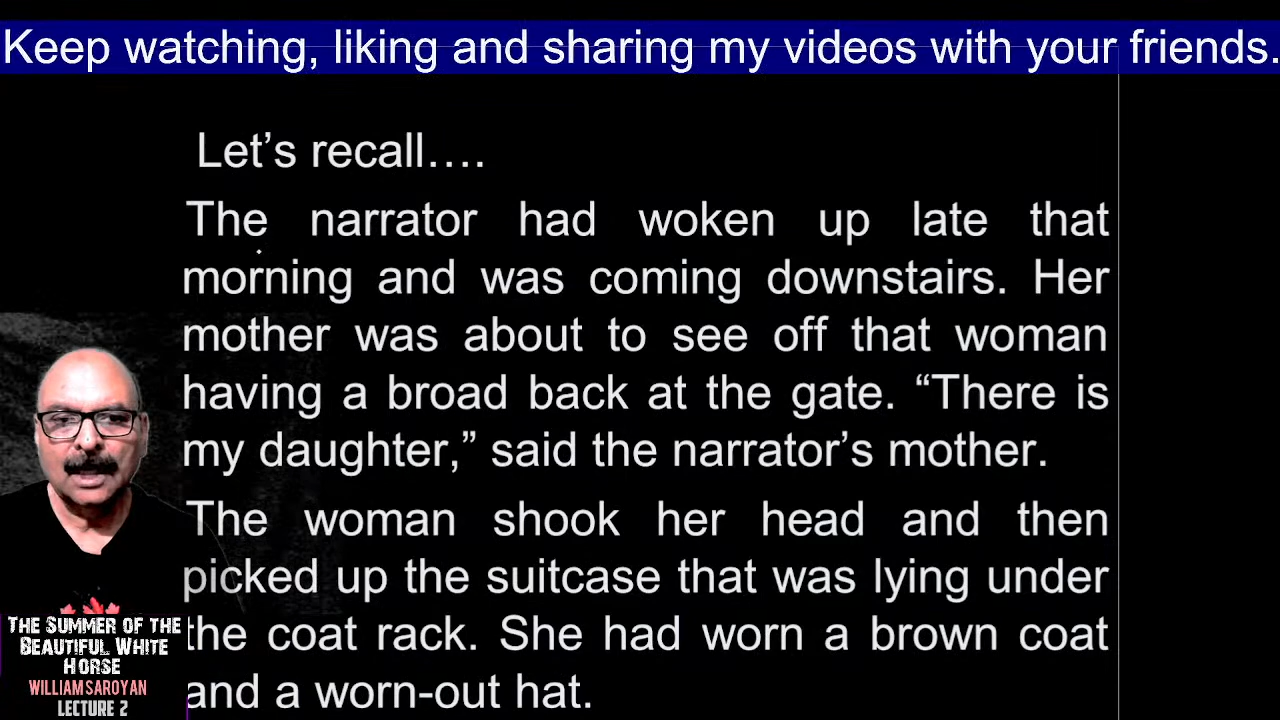 Keep watching, liking and sharing my videos with your friends.
Let’s recall….
The narrator had woken up late that
morning and was coming downstairs. Her
mother was about to see off that woman
having a broad back at the gate. “There is
my daughter,” said the narrator’s mother.
The woman shook her head and then
picked up the suitcase that was lying under
the coat rack. She had worn a brown coat
and a worn-out hat.
The Summer of the
Beautiful White
Horse
William Saroyan
Lecture 2